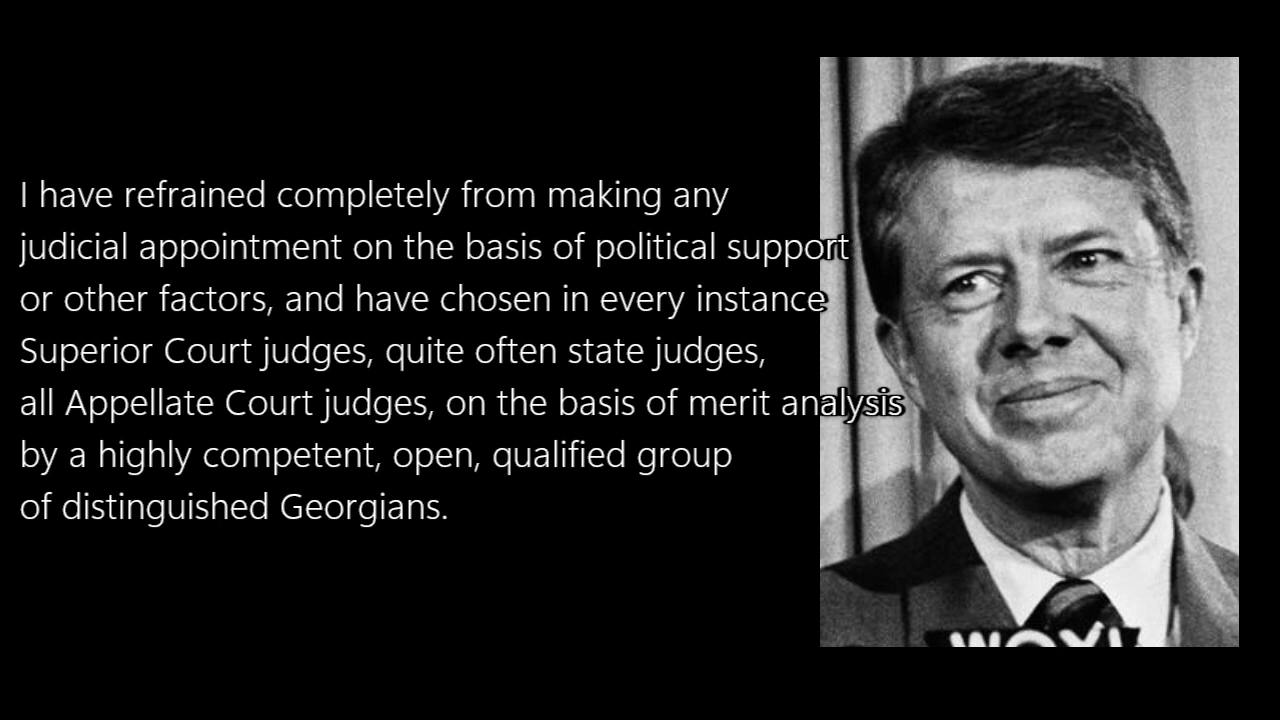 I have refrained completely from making any
judicial appointment on the basis of political support
or other factors, and have chosen in every instance
Superior Court judges, quite often state judges,
all Appellate Court judges, on the basis of merit analysis
by a highly competent, open, qualified group
of distinguished Georgians.